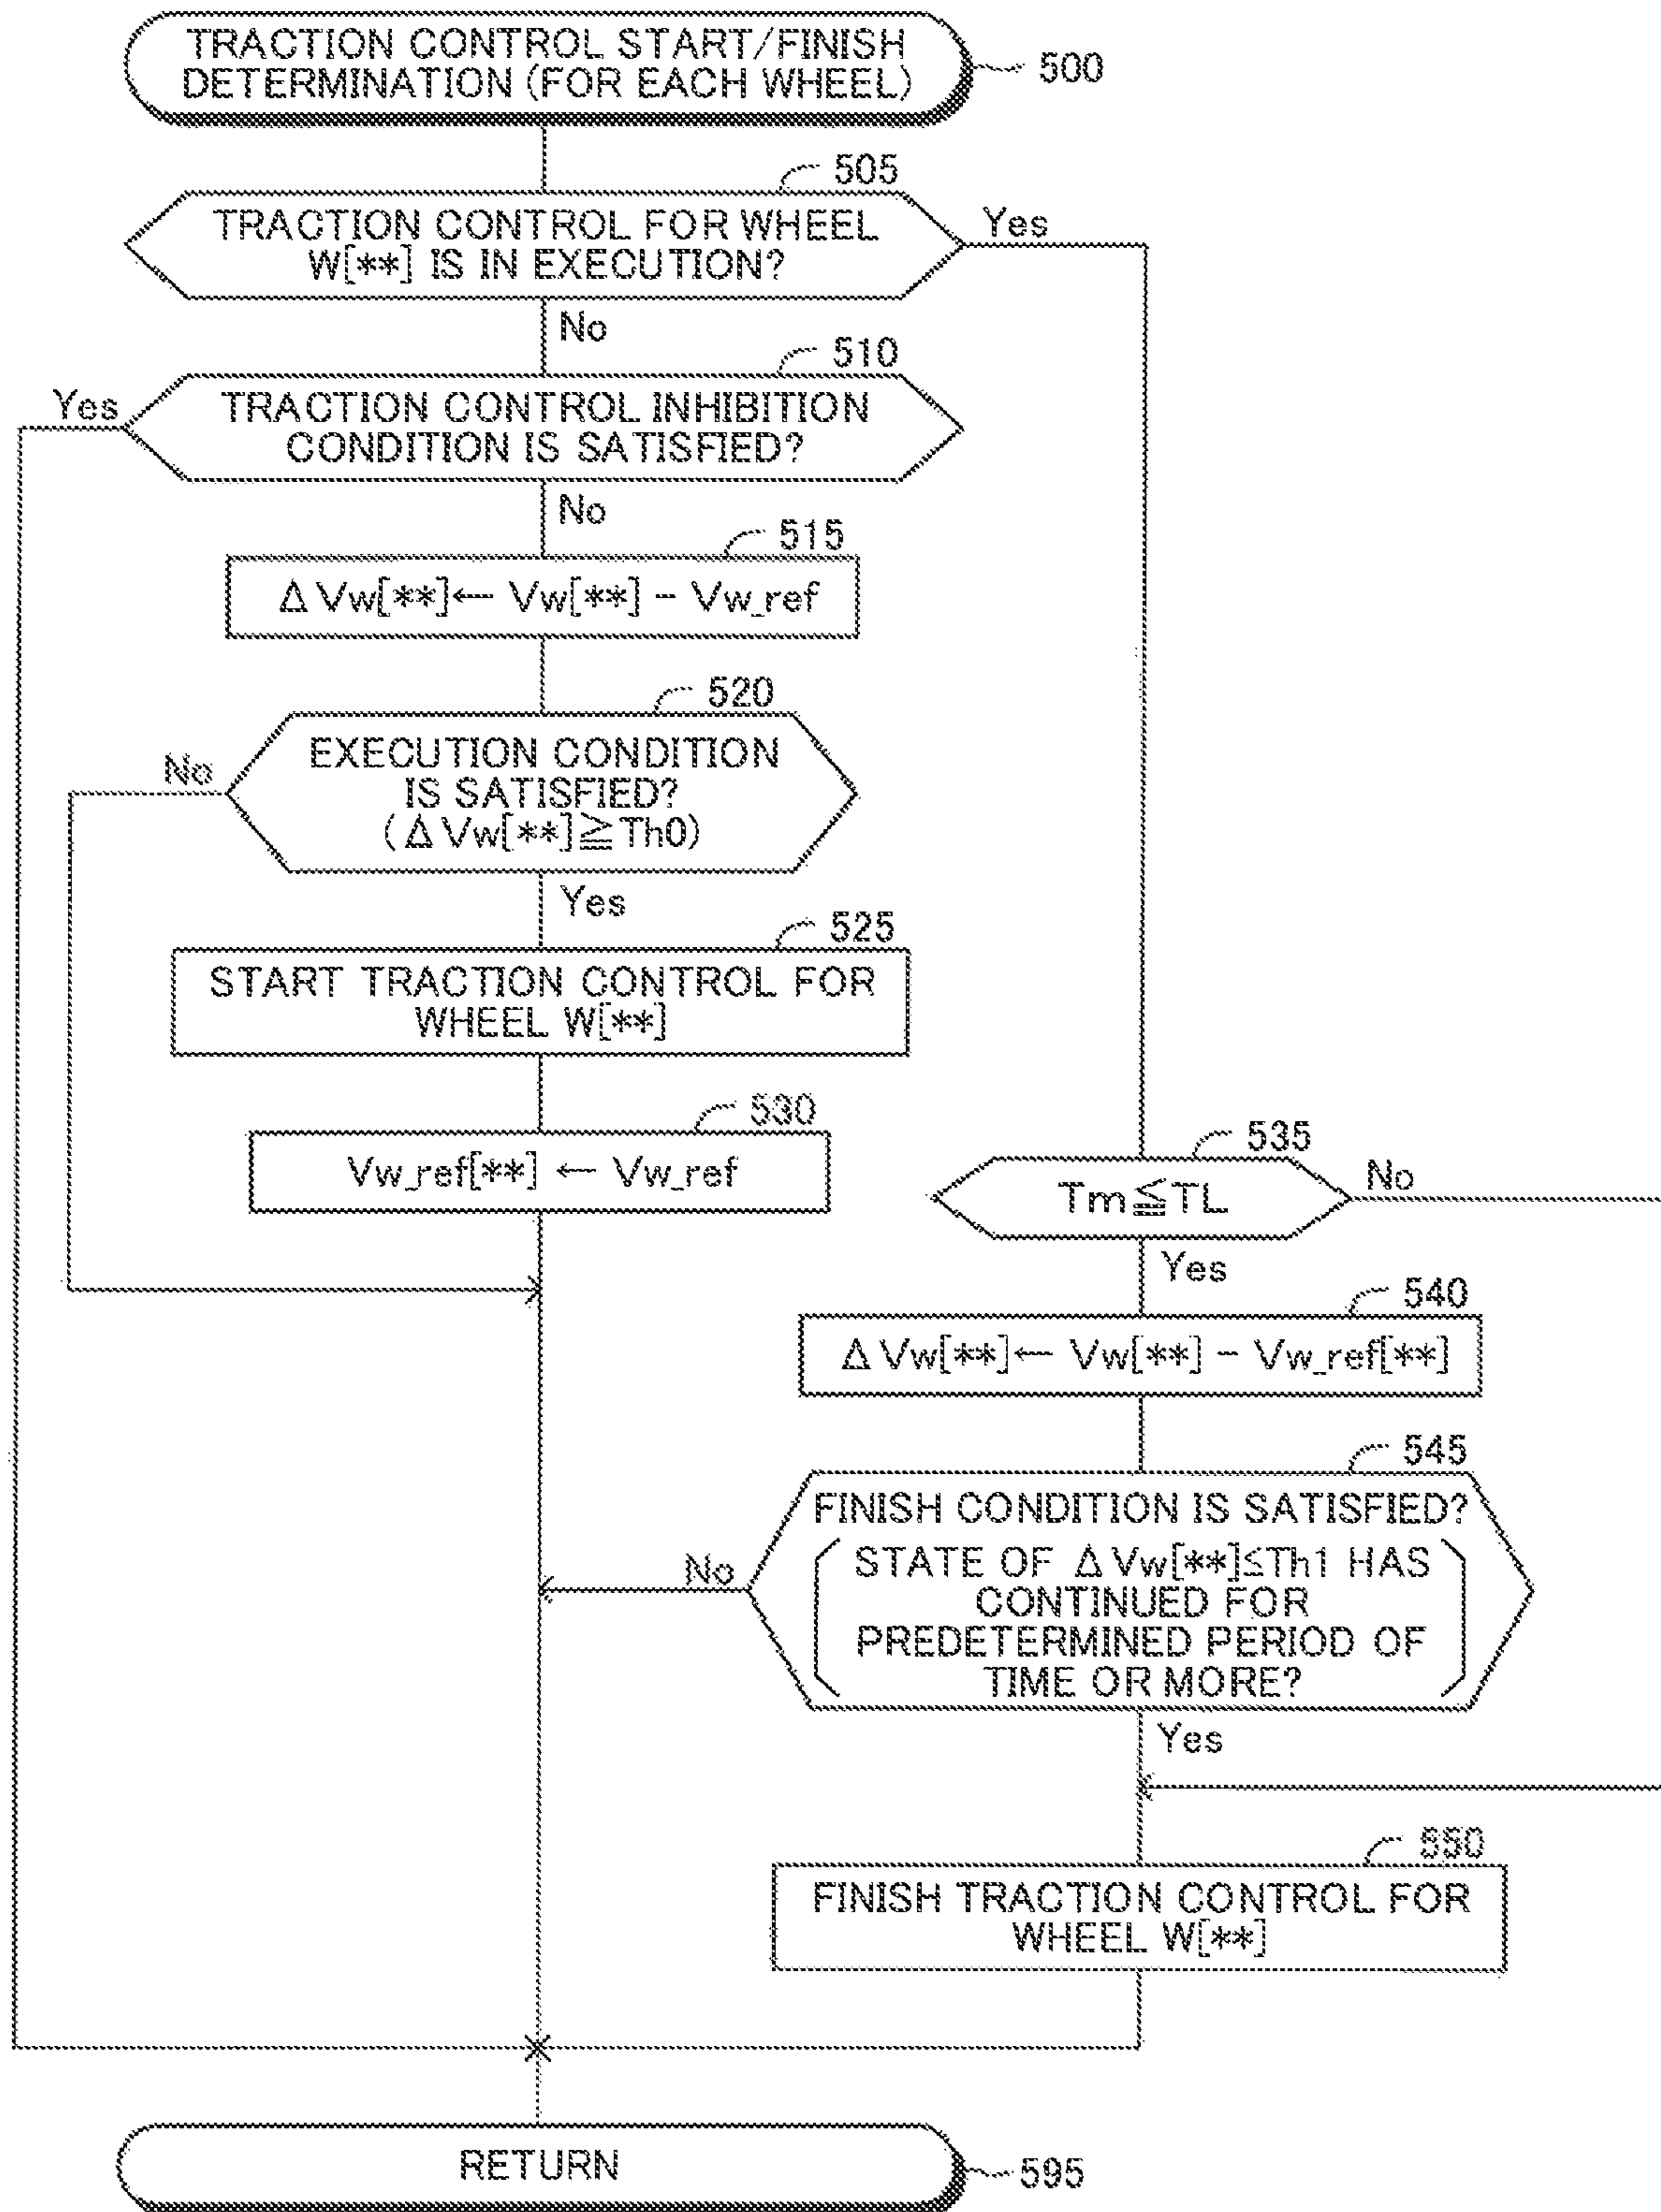 TRACTION CONTROL START/FINISH
DETERMINATION (FOR EACH WHEEL)
500
505
TRACTION CONTROL FOR WHEEL
W[**] IS IN EXECUTION?
Yes
No
510
Yes
TRACTION CONTROL INHIBITION
CONDITION IS SATISFIED?
No
515
Δ Vw[**]← Vw[**] - Vw_ref
520
No
EXECUTION CONDITION
IS SATISFIED?
(Δ Vw[**]≧Th0)
Yes
525
START TRACTION CONTROL FOR
WHEEL W[**]
530
Vw_ref[**] ← Vw_ref
535
Tm≦TL
No
Yes
540
Δ Vw[**]← Vw[**] - Vw_ref[**]
545
FINISH CONDITION IS SATISFIED?
No
STATE OF Δ Vw[**]≤Th1 HAS
CONTINUED FOR
PREDETERMINED PERIOD OF
TIME OR MORE?
Yes
550
FINISH TRACTION CONTROL FOR
WHEEL W[**]
RETURN
595